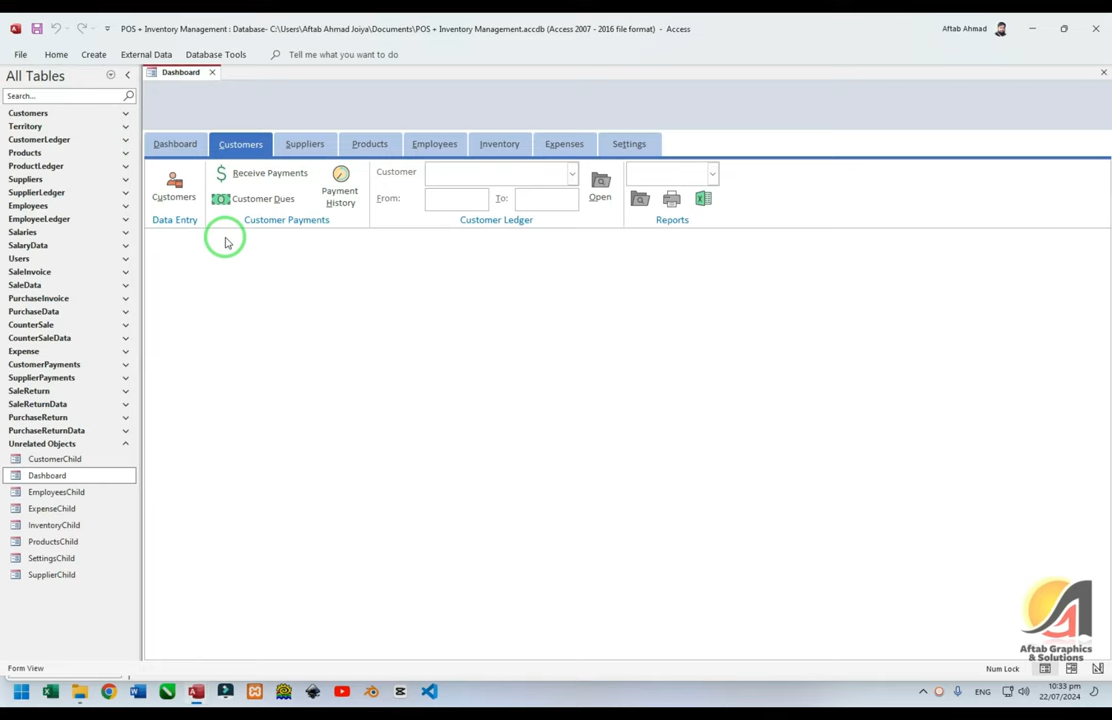 POS + Inventory Management : Database- C:\Users\Aftab Ahmad Joiya\Documents\POS + Inventory Management.accdb (Access 2007 - 2016 file format) - Access
Aftab Ahmad
File Home Create External Data Database Tools Tell me what you want to do
All Tables
Dashboard
Search...
Customers
Territory
CustomerLedger
Products
ProductLedger
Suppliers
SupplierLedger
Employees
EmployeeLedger
Salaries
SalaryData
Users
SaleInvoice
SaleData
PurchaseInvoice
PurchaseData
CounterSale
CounterSaleData
Expense
CustomerPayments
SupplierPayments
SaleReturn
SaleReturnData
PurchaseReturn
PurchaseReturnData
Unrelated Objects
CustomerChild
Dashboard
EmployeesChild
ExpenseChild
InventoryChild
ProductsChild
SettingsChild
SupplierChild
Dashboard Customers Suppliers Products Employees Inventory Expenses Settings
Customers
Data Entry
Receive Payments
Customer Dues
Payment
History
Customer Payments
Customer
From: To:
Open
Customer Ledger
Reports
Aftab Graphics
& Solutions
Form View
Num Lock
ENG
10:33 pm
22/07/2024